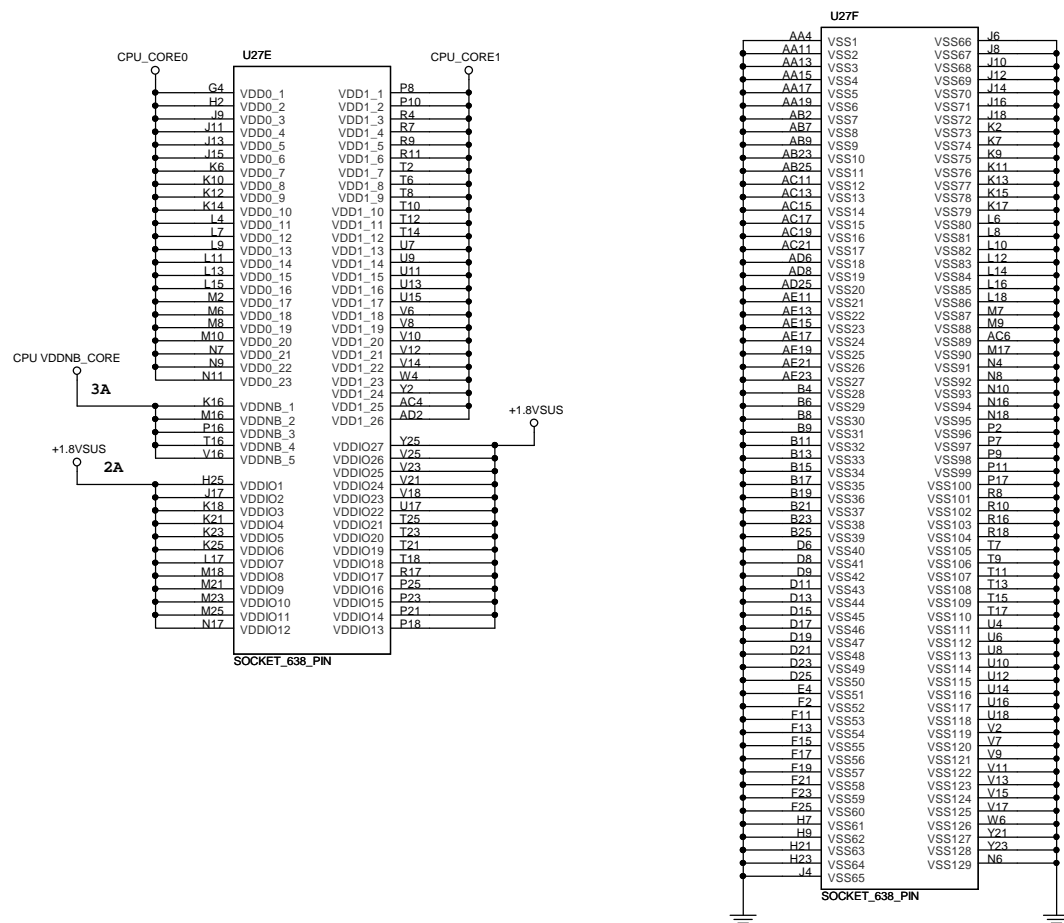 U27E
CPU_CORE0
CPU_CORE1
G4 VDD0_1 VDD1_1 P8
H2 VDD0_2 VDD1_2 P10
J9 VDD0_3 VDD1_3 R4
J11 VDD0_4 VDD1_4 R7
J13 VDD0_5 VDD1_5 R9
J15 VDD0_6 VDD1_6 R11
K6 VDD0_7 VDD1_7 T2
K10 VDD0_8 VDD1_8 T6
K12 VDD0_9 VDD1_9 T8
K14 VDD0_10 VDD1_10 T10
L4 VDD0_11 VDD1_11 T12
L7 VDD0_12 VDD1_12 T14
L9 VDD0_13 VDD1_13 U7
L11 VDD0_14 VDD1_14 U9
L13 VDD0_15 VDD1_15 U11
L15 VDD0_16 VDD1_16 U13
M2 VDD0_17 VDD1_17 U15
M6 VDD0_18 VDD1_18 V6
M8 VDD0_19 VDD1_19 V8
M10 VDD0_20 VDD1_20 V10
N7 VDD0_21 VDD1_21 V12
N9 VDD0_22 VDD1_22 V14
N11 VDD0_23 VDD1_23 W4
VDD1_24 Y2
CPU VDDNB_CORE
3A
K16 VDDNB_1 VDD1_25 AC4
M16 VDDNB_2 VDD1_26 AD2
P16 VDDNB_3
+1.8VSUS
T16 VDDNB_4 VDDIO27 Y25
V16 VDDNB_5 VDDIO26 V25
+1.8VSUS
2A
VDDIO25 V23
H25 VDDIO1 VDDIO24 V21
J17 VDDIO2 VDDIO23 V18
K18 VDDIO3 VDDIO22 U17
K21 VDDIO4 VDDIO21 T25
K23 VDDIO5 VDDIO20 T23
K25 VDDIO6 VDDIO19 T21
L17 VDDIO7 VDDIO18 T18
M18 VDDIO8 VDDIO17 R17
M21 VDDIO9 VDDIO16 P25
M23 VDDIO10 VDDIO15 P23
M25 VDDIO11 VDDIO14 P21
N17 VDDIO12 VDDIO13 P18
SOCKET_638_PIN
U27F
AA4 VSS1 VSS66 J6
AA11 VSS2 VSS67 J8
AA13 VSS3 VSS68 J10
AA15 VSS4 VSS69 J12
AA17 VSS5 VSS70 J14
AA19 VSS6 VSS71 J16
AB2 VSS7 VSS72 J18
AB7 VSS8 VSS73 K2
AB9 VSS9 VSS74 K7
AB23 VSS10 VSS75 K9
AB25 VSS11 VSS76 K11
AC11 VSS12 VSS77 K13
AC13 VSS13 VSS78 K15
AC15 VSS14 VSS79 K17
AC17 VSS15 VSS80 L6
AC19 VSS16 VSS81 L8
AC21 VSS17 VSS82 L10
AD6 VSS18 VSS83 L12
AD8 VSS19 VSS84 L14
AD25 VSS20 VSS85 L16
AE11 VSS21 VSS86 L18
AE13 VSS22 VSS87 M7
AE15 VSS23 VSS88 M9
AE17 VSS24 VSS89 AC6
AE19 VSS25 VSS90 M17
AE21 VSS26 VSS91 N4
AE23 VSS27 VSS92 N8
B4 VSS28 VSS93 N10
B6 VSS29 VSS94 N16
B8 VSS30 VSS95 N18
B9 VSS31 VSS96 P2
B11 VSS32 VSS97 P7
B13 VSS33 VSS98 P9
B15 VSS34 VSS99 P11
B17 VSS35 VSS100 P17
B19 VSS36 VSS101 R8
B21 VSS37 VSS102 R10
B23 VSS38 VSS103 R16
B25 VSS39 VSS104 R18
D6 VSS40 VSS105 T7
D8 VSS41 VSS106 T9
D9 VSS42 VSS107 T11
D11 VSS43 VSS108 T13
D13 VSS44 VSS109 T15
D15 VSS45 VSS110 T17
D17 VSS46 VSS111 U4
D19 VSS47 VSS112 U6
D21 VSS48 VSS113 U8
D23 VSS49 VSS114 U10
D25 VSS50 VSS115 U12
E4 VSS51 VSS116 U14
F2 VSS52 VSS117 U16
F11 VSS53 VSS118 U18
F13 VSS54 VSS119 V2
F15 VSS55 VSS120 V7
F17 VSS56 VSS121 V9
F19 VSS57 VSS122 V11
F21 VSS58 VSS123 V13
F23 VSS59 VSS124 V15
F25 VSS60 VSS125 V17
H7 VSS61 VSS126 W6
H9 VSS62 VSS127 Y21
H21 VSS63 VSS128 Y23
H23 VSS64 VSS129 N6
J4 VSS65
SOCKET_638_PIN